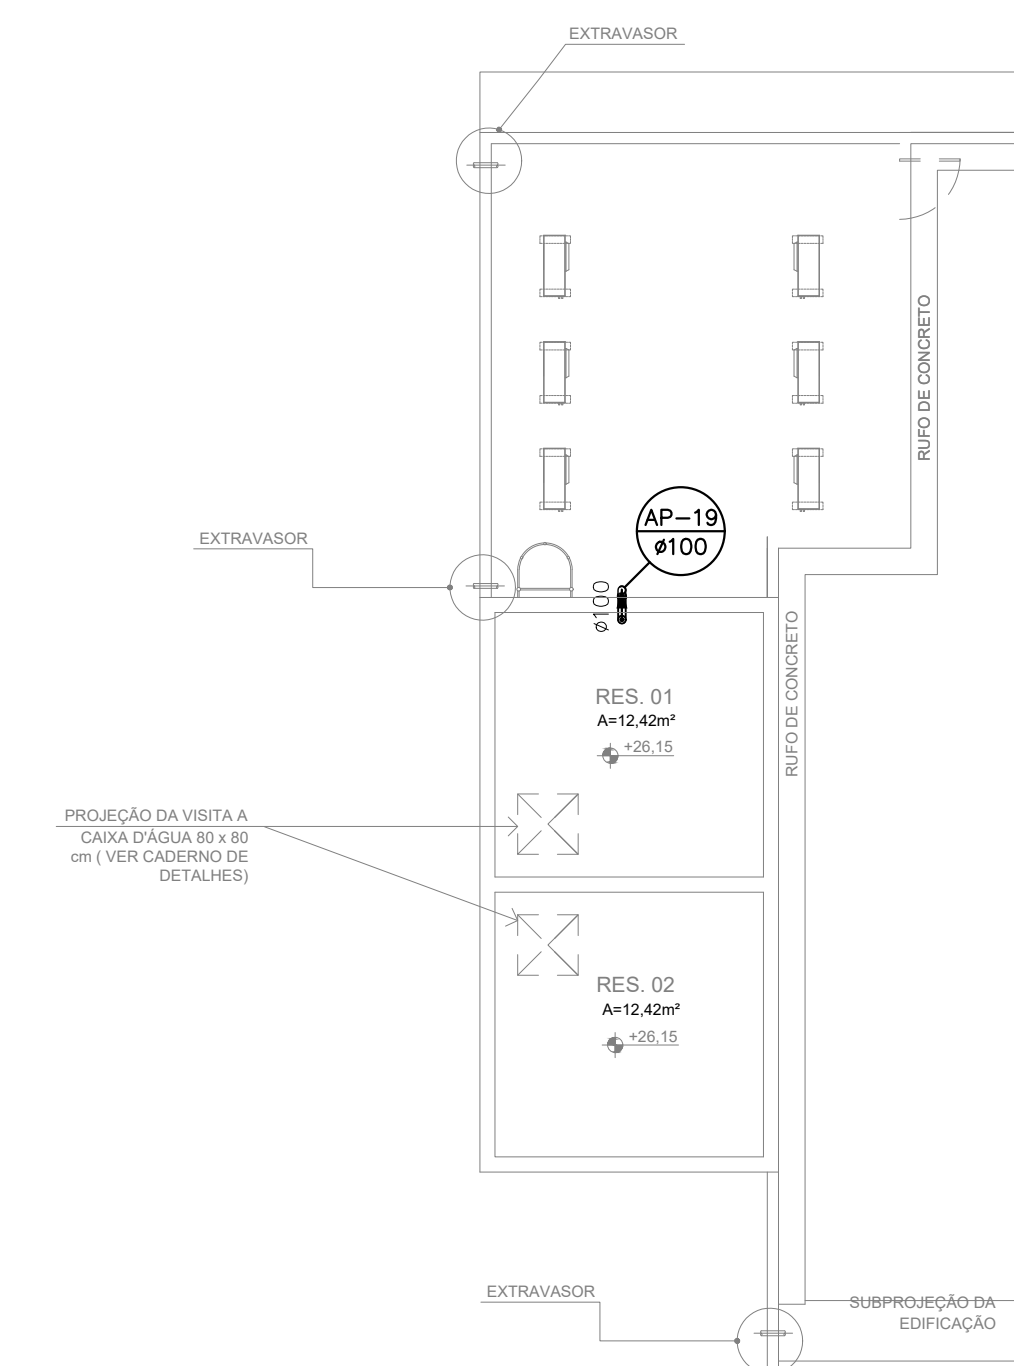 EXTRAVASOR
RUFO DE CONCRETO
AP-19
ø100
EXTRAVASOR
ø100
RUFO DE CONCRETO
RES. 01
A=12,42m²
+26,15
PROJEÇÃO DA VISITA A
CAIXA D'ÁGUA 80 x 80
cm ( VER CADERNO DE
DETALHES)
RES. 02
A=12,42m²
+26,15
EXTRAVASOR
SUBPROJEÇÃO DA
EDIFICAÇÃO